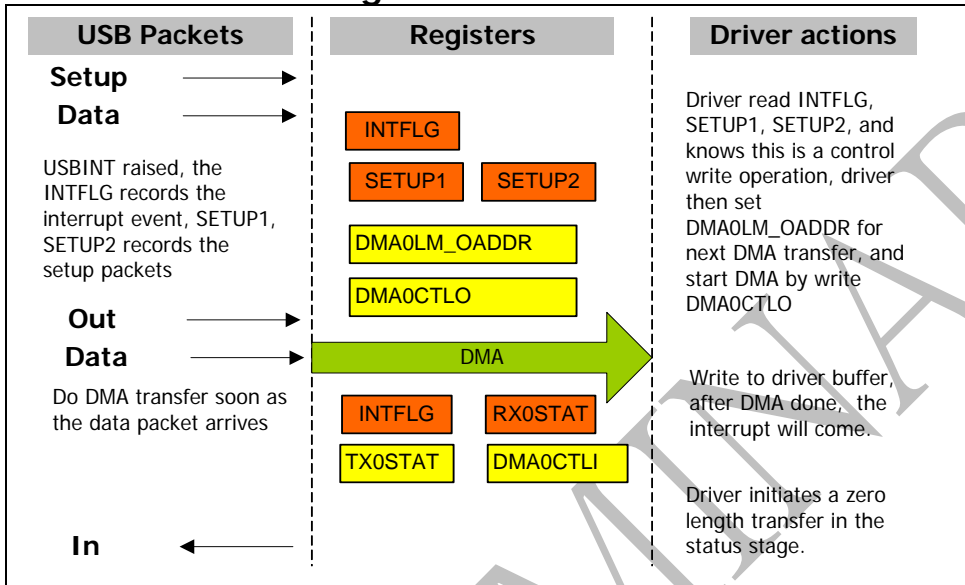 USB Packets
Registers
Driver actions
Setup
Data
USBINT raised, the
INTFLG records the
interrupt event, SETUP1,
SETUP2 records the
setup packets
Out
Data
Do DMA transfer soon as
the data packet arrives
In
INTFLG
SETUP1
SETUP2
DMA0LM_OADDR
DMA0CTLO
DMA
INTFLG
RX0STAT
TX0STAT
DMA0CTLI
Driver read INTFLG,
SETUP1, SETUP2, and
knows this is a control
write operation, driver
then set
DMA0LM_OADDR for
next DMA transfer, and
start DMA by write
DMA0CTLO
Write to driver buffer,
after DMA done, the
interrupt will come.
Driver initiates a zero
length transfer in the
status stage.